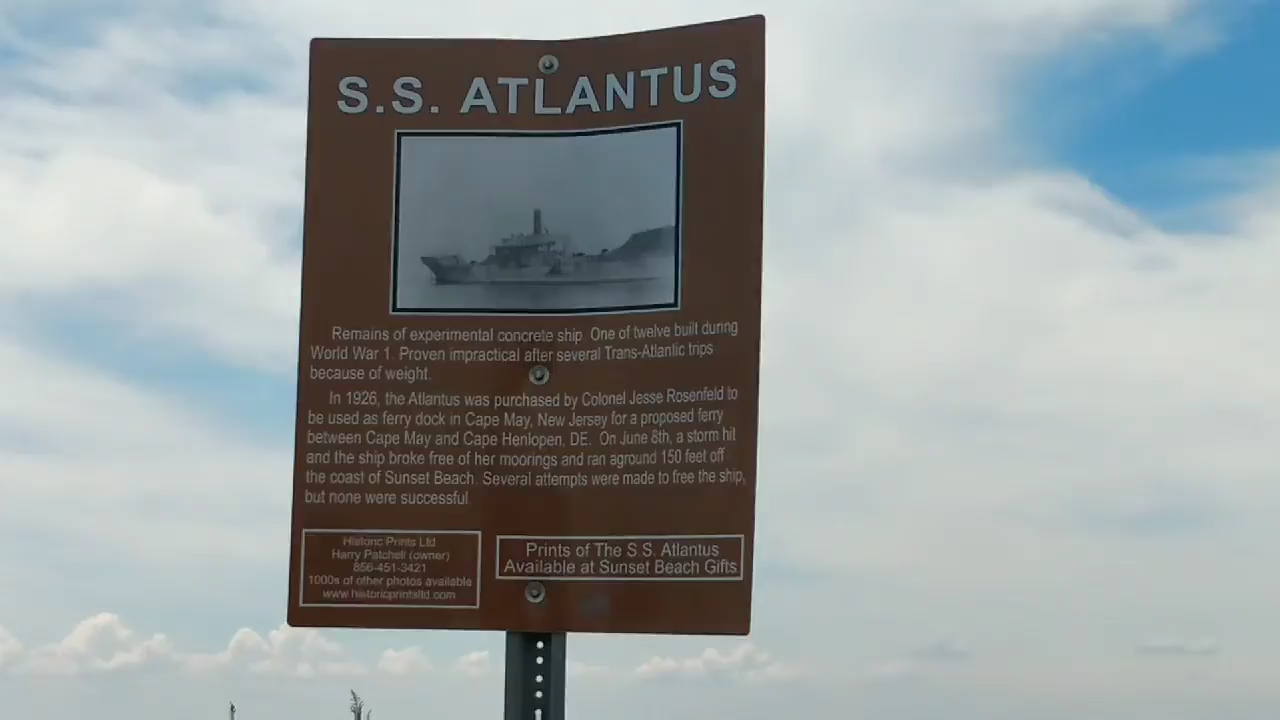 S.S. ATLANTUS
Remains of experimental concrete ship. One of twelve built during
World War 1. Proven impractical after several Trans-Atlantic trips
because of weight.
In 1926, the Atlantus was purchased by Colonel Jesse Rosenfeld to
be used as ferry dock in Cape May, New Jersey for a proposed ferry
between Cape May and Cape Henlopen, DE. On June 8th, a storm hit
and the ship broke free of her moorings and ran aground 150 feet off
the coast of Sunset Beach. Several attempts were made to free the ship,
but none were successful.
Historic Prints Ltd
Harry Patchell (owner)
856-451-3421
1000s of other photos available
www.historicprintsltd.com
Prints of The S.S. Atlantus
Available at Sunset Beach Gifts